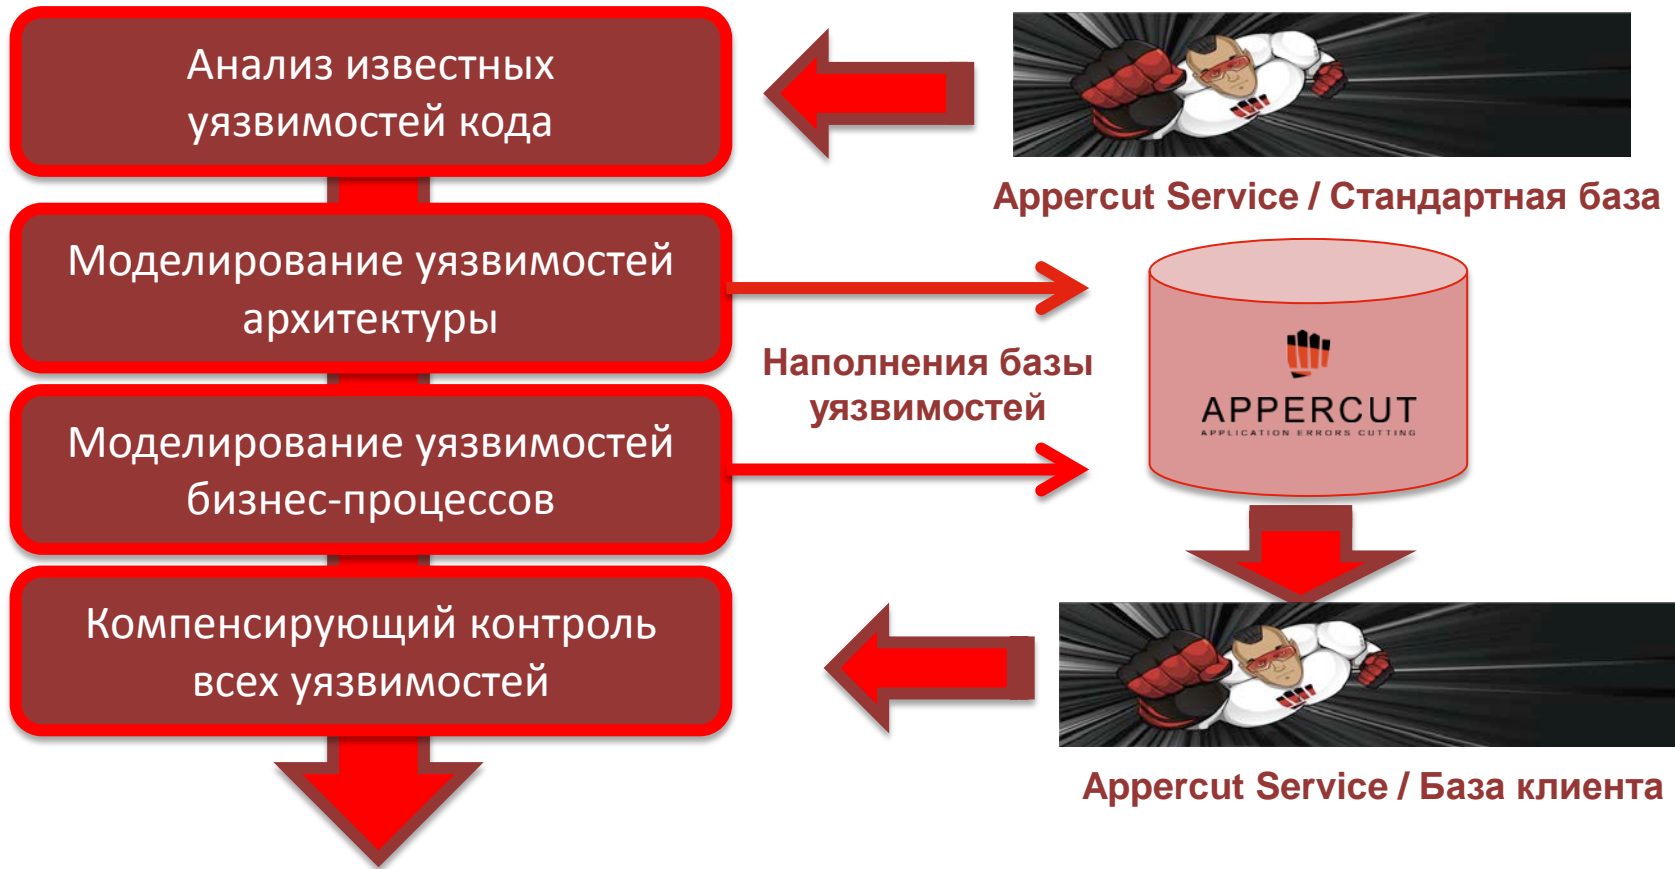 Анализ известных
уязвимостей кода
Appercut Service / Стандартная база
Моделирование уязвимостей
архитектуры
Наполнения базы
уязвимостей
APPERCUT
APPLICATION ERRORS CUTTING
Моделирование уязвимостей
бизнес-процессов
Компенсирующий контроль
всех уязвимостей
Appercut Service / База клиента